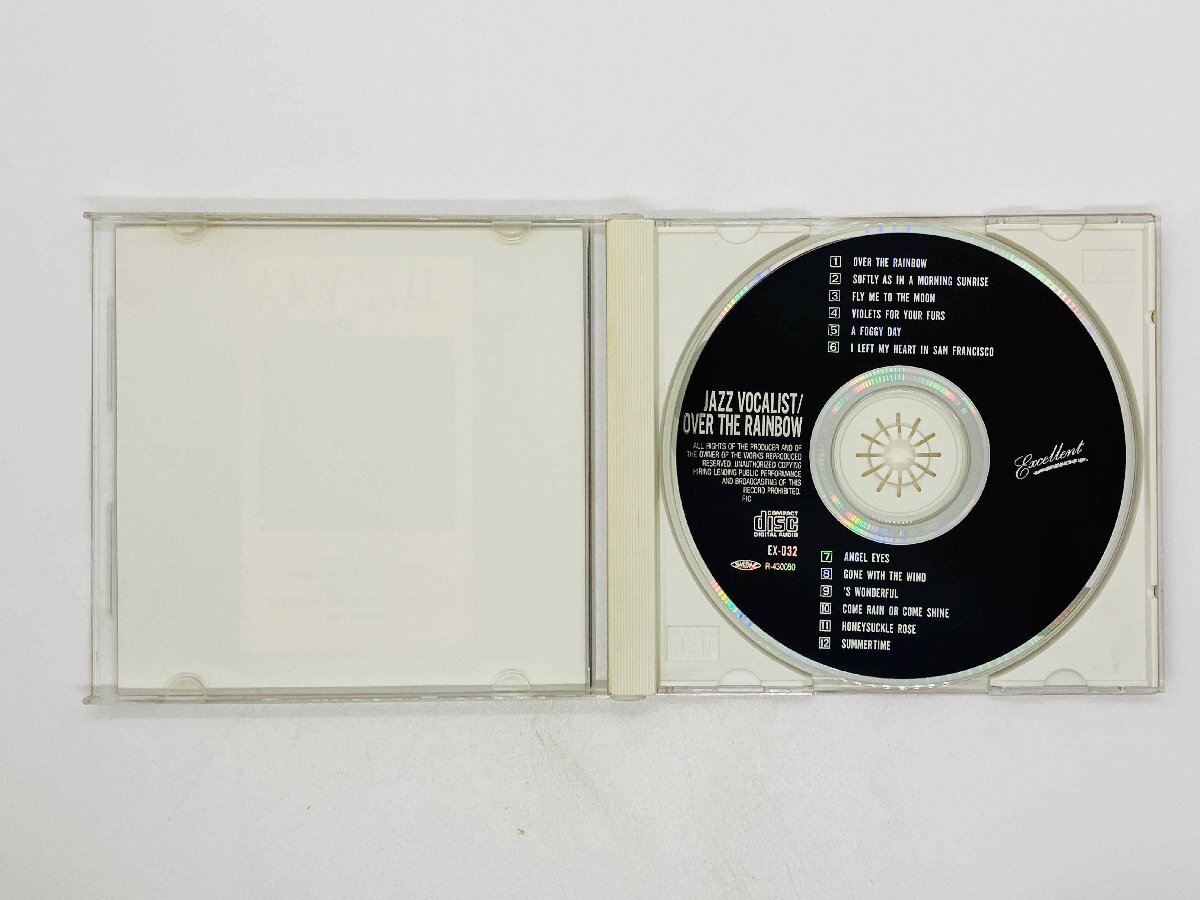 1 OVER THE RAINBOW
2 SOFTLY AS IN A MORNING SUNRISE
3 FLY ME TO THE MOON
4 VIOLETS FOR YOUR FURS
5 A FOGGY DAY
6 I LEFT MY HEART IN SAM FRANCISCO
JAZZ VOCALIST/
OVER THE RAINBOW
ALL RIGHTS OF THE PRODUCER AND OF
THE OWNER OF THE WORKS REPRODUCED
RESERVED. UNAUTHORIZED COPYING
HIRING LENDING PUBLIC PERFORMANCE
AND BROADCASTING OF THIS
RECORD PROHIBITED.
FIC
Excellent
COMPACT
disc
DIGITAL AUDIO
EX-032
R-430080
7 ANGEL EYES
8 GONE WITH THE WIND
9 'S WONDERFUL
10 COME RAIN OR COME SHINE
11 HONEYSUCKLE ROSE
12 SUMMERTIME